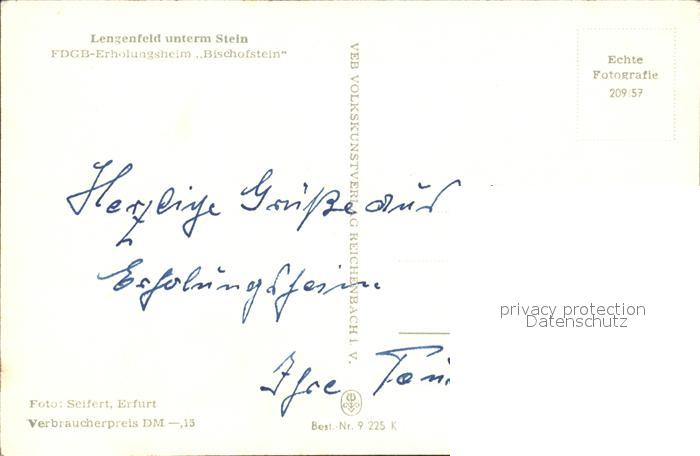 Lengenfeld unterm Stein
FDGB-Erholungsheim „Bischofstein“
VEB VOLKSKUNSTVERLAG REICHENBACH I. V.
Echte
Fotografie
209/57
Herzliche Grüße aus
Erholungsheim
Ihre
privacy protection
Datenschutz
Foto: Seifert, Erfurt
Verbraucherpreis DM —,15
Best.-Nr. 9 225 K